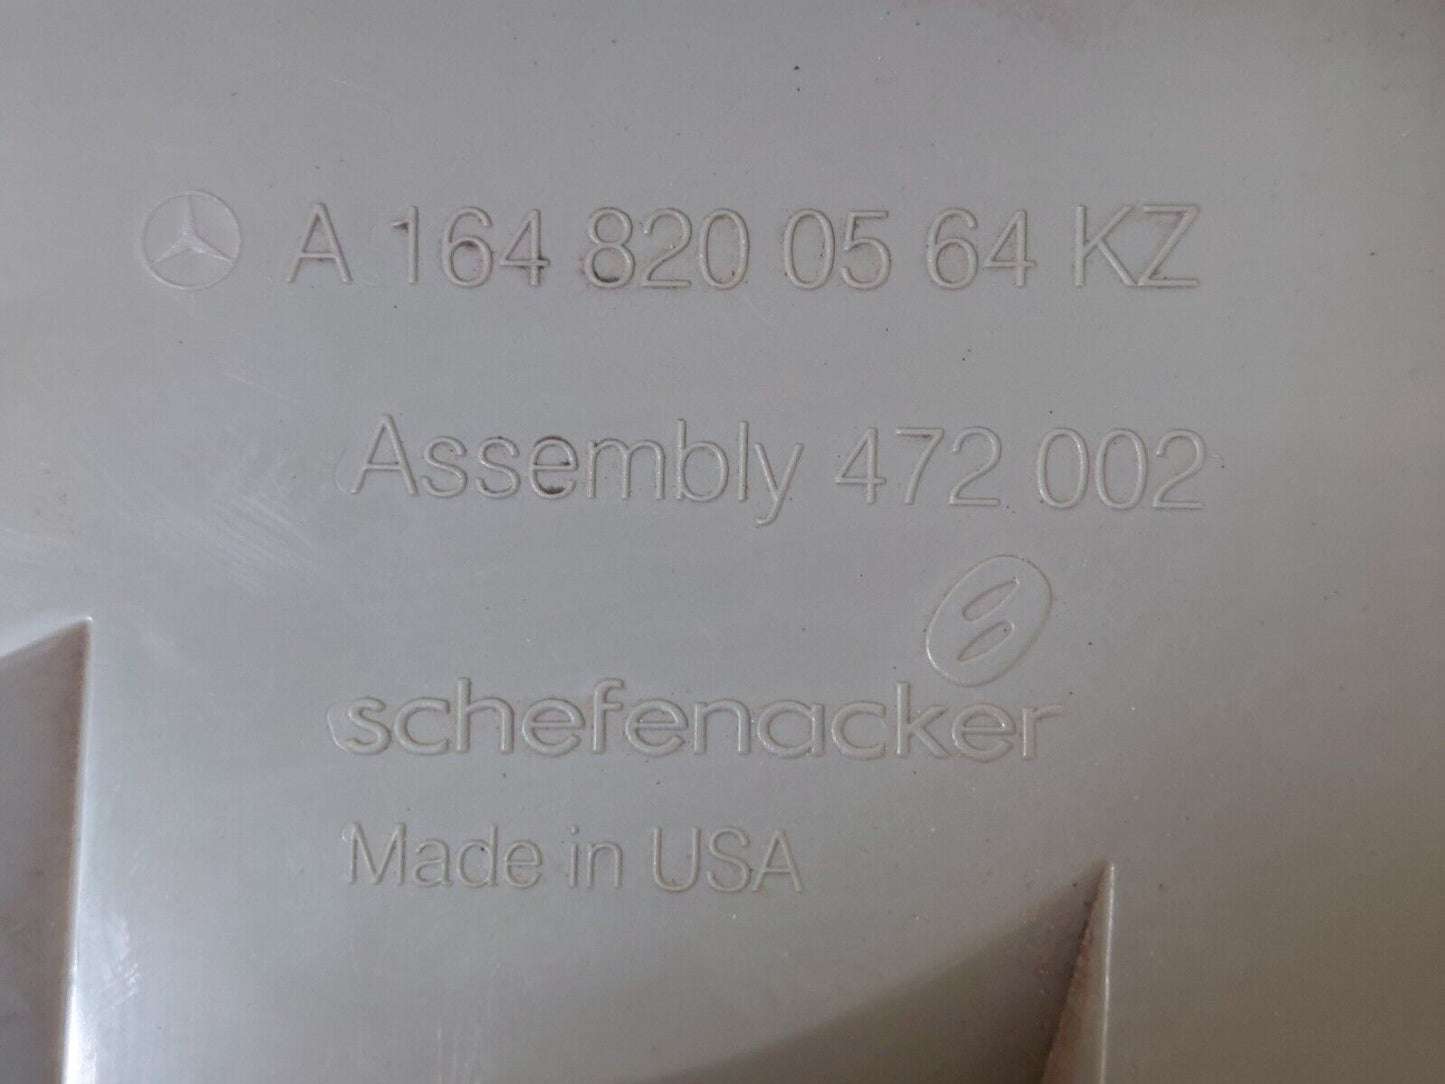 A 164 820 05 64 KZ
Assembly 472 002
schefenacker
Made in USA